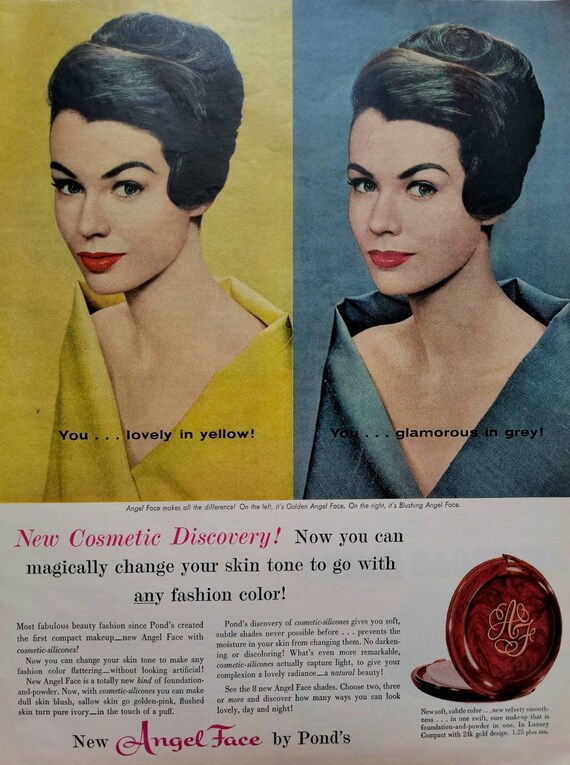 You . . . lovely in yellow!
You . . . glamorous in grey!
Angel Face makes all the difference! On the left, it's Golden Angel Face. On the right, it's Blushing Angel Face.
New Cosmetic Discovery! Now you can
magically change your skin tone to go with
any fashion color!
Most fabulous beauty fashion since Pond's created
the first compact makeup—new Angel Face with
cosmetic-silicones!
Now you can change your skin tone to make any
fashion color flattering—without looking artificial!
New Angel Face is a totally new kind of foundation-
and-powder. Now, with cosmetic-silicones you can make
dull skin blush, sallow skin go golden-pink, flushed
skin turn pure ivory—in the touch of a puff.
Pond's discovery of cosmetic-silicones gives you soft,
subtle shades never possible before . . . prevents the
moisture in your skin from changing them. No darken-
ing or discoloring! What's even more remarkable,
cosmetic-silicones actually capture light, to give your
complexion a lovely radiance—a natural beauty!
See the 8 new Angel Face shades. Choose two, three
or more and discover how many ways you can look
lovely, day and night!
AF
New soft, subtle color . . . new velvety smooth-
ness . . . in one swift, sure makeup that is
foundation-and-powder in one. In Luxury
Compact with 24k gold design. 1.25 plus tax.
New Angel Face by Pond's